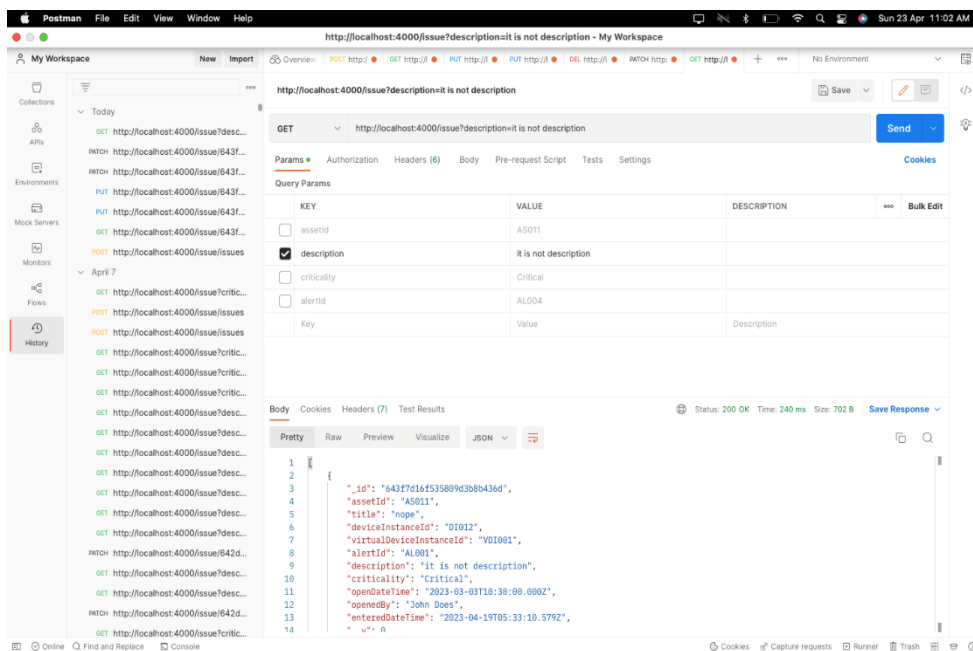 Postman File Edit View Window Help Sun 23 Apr 11:02 AM
http://localhost:4000/issue?description=it is not description - My Workspace
My Workspace New Import Overview POST http:/ GET http://l PUT http://l PUT http://l DEL http://l PATCH http: GET http://l No Environment
Collections
APIs
Environments
Mock Servers
Monitors
Flows
History
Today
GET http://localhost:4000/issue?desc...
PATCH http://localhost:4000/issue/643f...
PATCH http://localhost:4000/issue/643f...
PUT http://localhost:4000/issue/643f...
PUT http://localhost:4000/issue/643f...
GET http://localhost:4000/issue/643f...
POST http://localhost:4000/issue/issues
April 7
GET http://localhost:4000/issue?critic...
POST http://localhost:4000/issue/issues
POST http://localhost:4000/issue/issues
GET http://localhost:4000/issue?critic...
GET http://localhost:4000/issue?critic...
GET http://localhost:4000/issue?critic...
GET http://localhost:4000/issue?desc...
GET http://localhost:4000/issue?desc...
GET http://localhost:4000/issue?desc...
GET http://localhost:4000/issue?desc...
GET http://localhost:4000/issue?desc...
GET http://localhost:4000/issue?desc...
GET http://localhost:4000/issue?desc...
PATCH http://localhost:4000/issue/642d...
GET http://localhost:4000/issue?desc...
GET http://localhost:4000/issue?desc...
PATCH http://localhost:4000/issue/642d...
GET http://localhost:4000/issue?critic...
http://localhost:4000/issue?description=it is not description Save
GET http://localhost:4000/issue?description=it is not description Send
Params Authorization Headers (6) Body Pre-request Script Tests Settings Cookies
Query Params
KEY VALUE DESCRIPTION Bulk Edit
assetId AS011
description it is not description
criticality Critical
alertId AL004
Key Value Description
Body Cookies Headers (7) Test Results Status: 200 OK Time: 240 ms Size: 702 B Save Response
Pretty Raw Preview Visualize JSON
1 [
2 {
3 "_id": "643f7d16f535809d3b8b436d",
4 "assetId": "AS011",
5 "title": "nope",
6 "deviceInstanceId": "DI012",
7 "virtualDeviceInstanceId": "VDI001",
8 "alertId": "AL001",
9 "description": "it is not description",
10 "criticality": "Critical",
11 "openDateTime": "2023-03-03T10:30:00.000Z",
12 "openedBy": "John Does",
13 "enteredDateTime": "2023-04-19T05:33:10.579Z",
14 "__v": 0
Online Find and Replace Console Cookies Capture requests Runner Trash